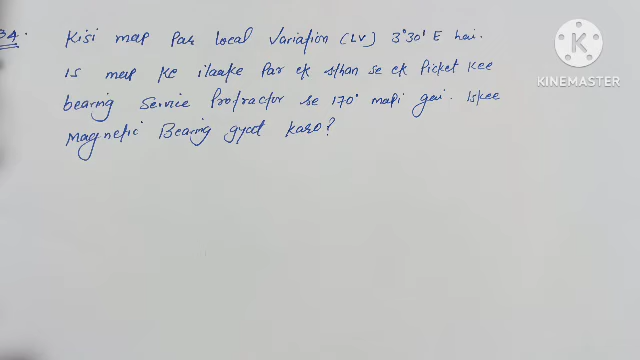 34. Kisi map Par Local Variation (LV) 3°30' E hai.
Is map ke ilaake Par ek sthan se ek Picket Kee
bearing Service Protractor se 170° mapi gai. Iskee
Magnetic Bearing gyat karo?
K
KINEMASTER